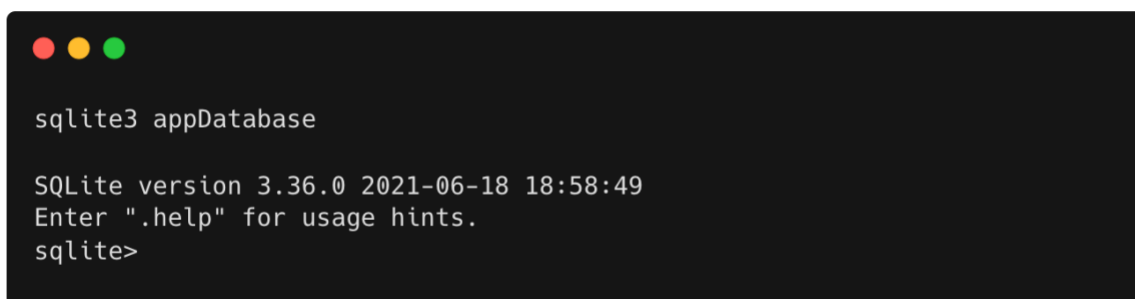 sqlite3 appDatabase
SQLite version 3.36.0 2021-06-18 18:58:49
Enter ".help" for usage hints.
sqlite>